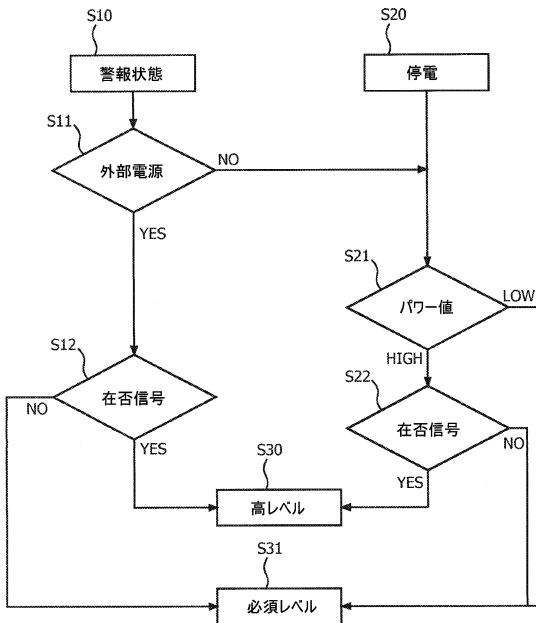 S10
警報状態
S20
停電
S11
外部電源
NO
YES
S21
パワー値
LOW
HIGH
S12
在否信号
NO
YES
S22
在否信号
NO
YES
S30
高レベル
S31
必須レベル